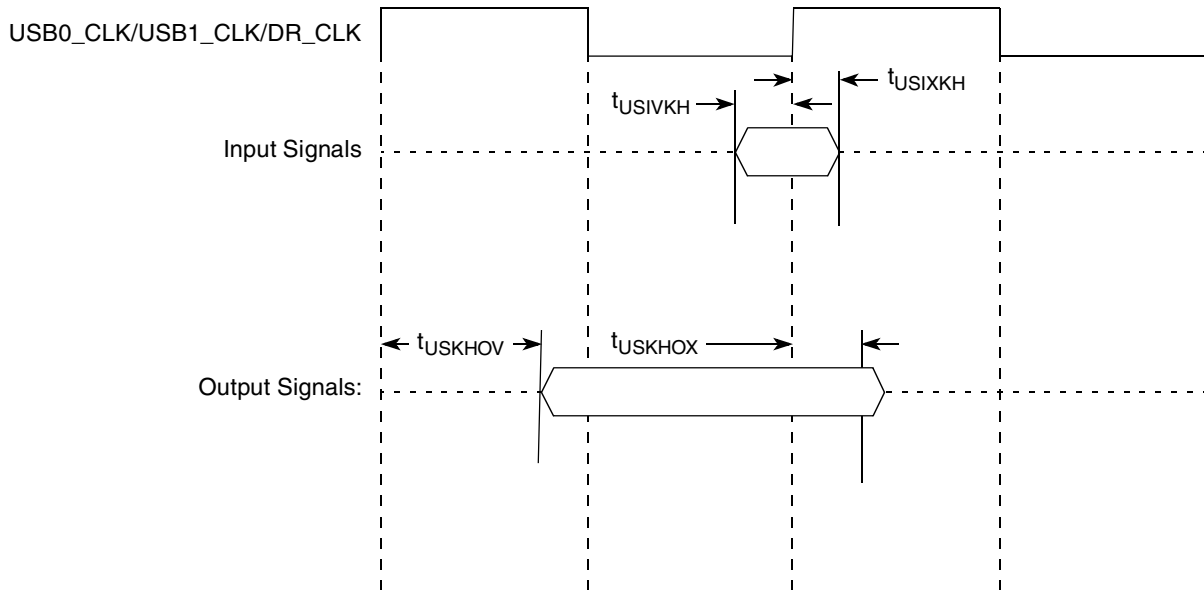 USB0_CLK/USB1_CLK/DR_CLK
tUSIXKH
tUSIVKH
Input Signals
tUSKHOV
tUSKHOX
Output Signals: